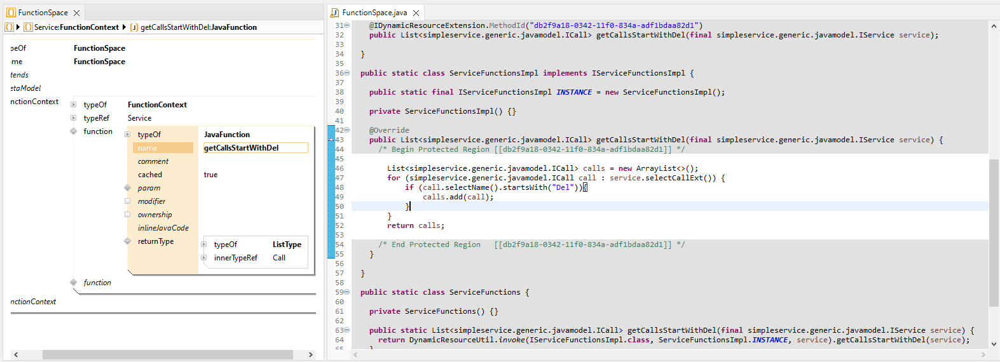 FunctionSpace
Service:FunctionContext getCallsStartWithDel:JavaFunction
peOf FunctionSpace
me FunctionSpace
tends
etaModel
nctionContext
typeOf FunctionContext
typeRef Service
function
typeOf JavaFunction
name getCallsStartWithDel
comment
cached true
param
modifier
ownership
inlineJavaCode
returnType
typeOf ListType
innerTypeRef Call
function
nctionContext
FunctionSpace.java
31 @IDynamicResourceExtension.MethodId("db2f9a18-0342-11f0-834a-adf1bdaa82d1")
32 public List<simpleservice.generic.javamodel.ICall> getCallsStartWithDel(final simpleservice.generic.javamodel.IService service);
33
34 }
35
36 public static class ServiceFunctionsImpl implements IServiceFunctionsImpl {
37
38 public static final IServiceFunctionsImpl INSTANCE = new ServiceFunctionsImpl();
39
40 private ServiceFunctionsImpl() {}
41
42 @Override
43 public List<simpleservice.generic.javamodel.ICall> getCallsStartWithDel(final simpleservice.generic.javamodel.IService service) {
44 /* Begin Protected Region [[db2f9a18-0342-11f0-834a-adf1bdaa82d1]] */
45
46 List<simpleservice.generic.javamodel.ICall> calls = new ArrayList<>();
47 for (simpleservice.generic.javamodel.ICall call : service.selectCallExt()) {
48 if (call.selectName().startsWith("Del")){
49 calls.add(call);
50 }
51 }
52 return calls;
53
54 /* End Protected Region [[db2f9a18-0342-11f0-834a-adf1bdaa82d1]] */
55 }
56
57 }
58
59 public static class ServiceFunctions {
60
61 private ServiceFunctions() {}
62
63 public static List<simpleservice.generic.javamodel.ICall> getCallsStartWithDel(final simpleservice.generic.javamodel.IService service) {
64 return DynamicResourceUtil.invoke(IServiceFunctionsImpl.class, ServiceFunctionsImpl.INSTANCE, service).getCallsStartWithDel(service);
65 }